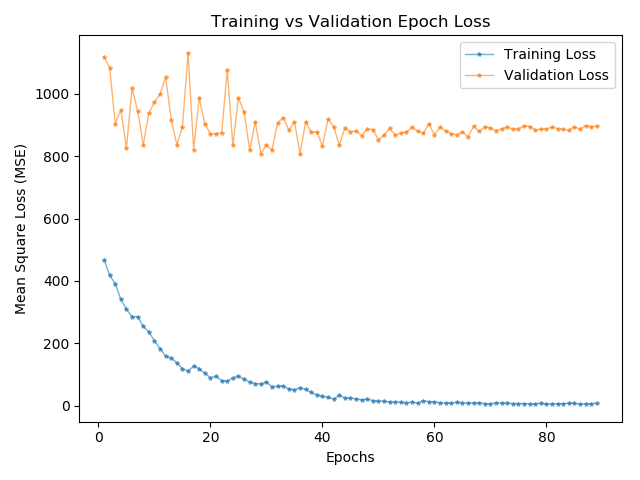 Training vs Validation Epoch Loss
Training Loss
Validation Loss
Mean Square Loss (MSE)
1000
800
600
400
200
0
0 20 40 60 80
Epochs